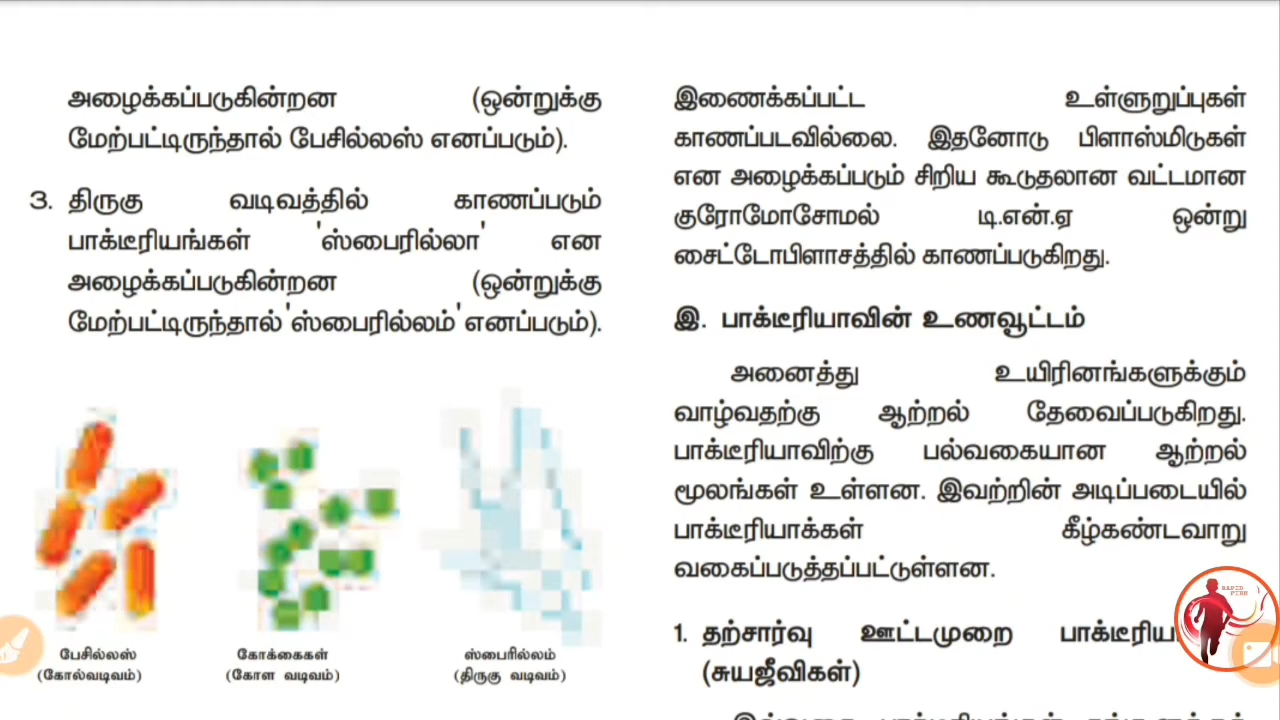 அழைக்கப்படுகின்றன (ஒன்றுக்கு
மேற்பட்டிருந்தால் பேசில்லஸ் எனப்படும்).
3. திருகு வடிவத்தில் காணப்படும்
பாக்டீரியங்கள் 'ஸ்பைரில்லா' என
அழைக்கப்படுகின்றன (ஒன்றுக்கு
மேற்பட்டிருந்தால் 'ஸ்பைரில்லம்' எனப்படும்).
பேசில்லஸ்
(கோல்வடிவம்)
கோக்கைகள்
(கோள வடிவம்)
ஸ்பைரில்லம்
(திருகு வடிவம்)
இணைக்கப்பட்ட உள்ளுறுப்புகள்
காணப்படவில்லை. இதனோடு பிளாஸ்மிடுகள்
என அழைக்கப்படும் சிறிய கூடுதலான வட்டமான
குரோமோசோமல் டி.என்.ஏ ஒன்று
சைட்டோபிளாசத்தில் காணப்படுகிறது.
இ. பாக்டீரியாவின் உணவூட்டம்
அனைத்து உயிரினங்களுக்கும்
வாழ்வதற்கு ஆற்றல் தேவைப்படுகிறது.
பாக்டீரியாவிற்கு பல்வகையான ஆற்றல்
மூலங்கள் உள்ளன. இவற்றின் அடிப்படையில்
பாக்டீரியாக்கள் கீழ்கண்டவாறு
வகைப்படுத்தப்பட்டுள்ளன.
1. தற்சார்வு ஊட்டமுறை
(சுயஜீவிகள்)
RAPID
FIRE